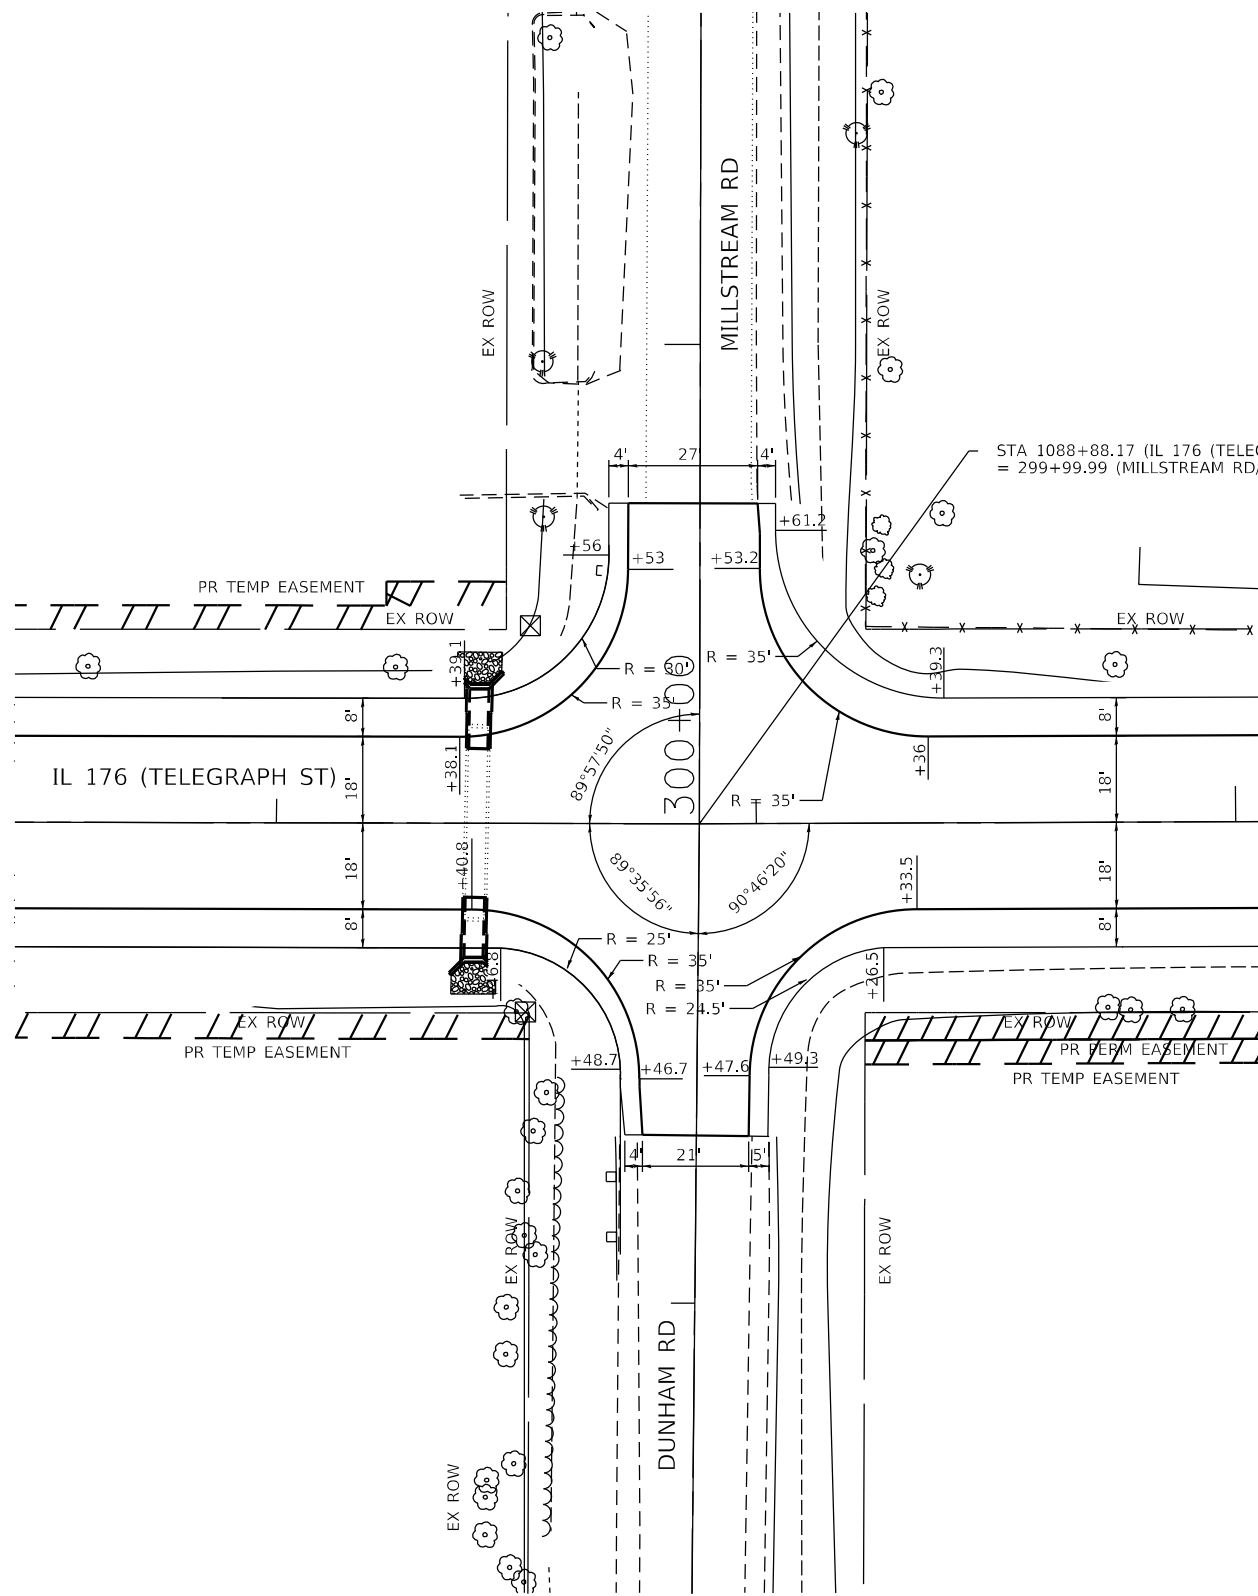 MILLSTREAM RD
EX ROW
EX ROW
STA 1088+88.17 (IL 176 (TELEG
= 299+99.99 (MILLSTREAM RD/
4'
27'
4'
+61.2
+56
+53
+53.2
PR TEMP EASEMENT
EX ROW
EX ROW
+39.1
R = 30'
R = 35'
R = 35'
+39.3
8'
8'
300+00
IL 176 (TELEGRAPH ST)
+38.1
18'
89°57'50"
R = 35'
+36
18'
18'
+40.8
89°35'56"
90°46'20"
+33.5
18'
8'
R = 25'
R = 35'
R = 35'
R = 24.5'
8'
+26.5
EX ROW
PR TEMP EASEMENT
EX ROW
PR PERM EASEMENT
PR TEMP EASEMENT
+48.7
+46.7
+47.6
+49.3
4'
21'
5'
EX ROW
EX ROW
DUNHAM RD
EX ROW